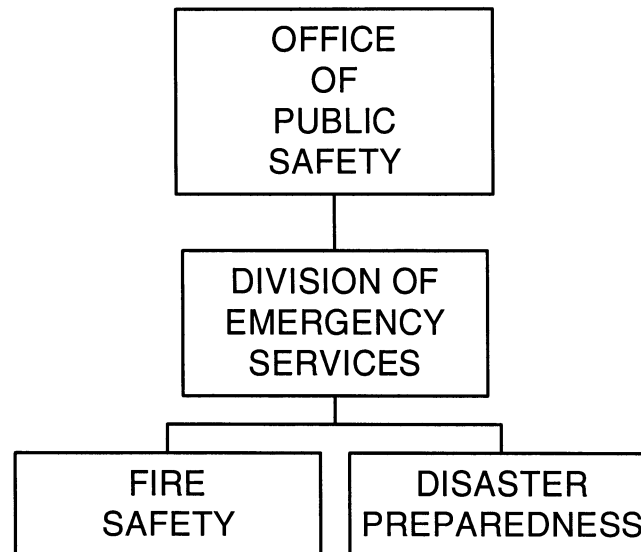 OFFICE
OF
PUBLIC
SAFETY
DIVISION OF
EMERGENCY
SERVICES
FIRE
SAFETY
DISASTER
PREPAREDNESS